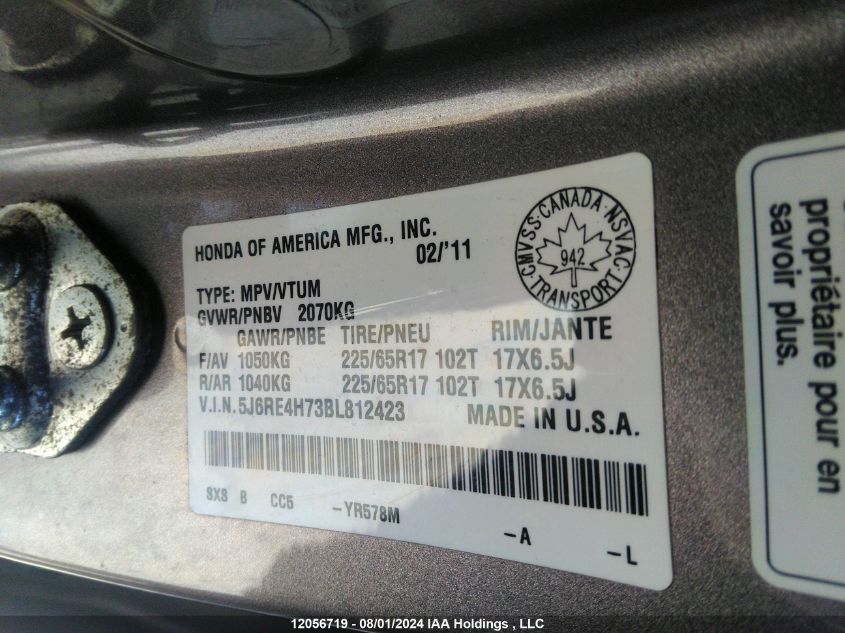 HONDA OF AMERICA MFG., INC.
02/'11
TYPE: MPV/VTUM
GVWR/PNBV 2070KG
GAWR/PNBE TIRE/PNEU RIM/JANTE
F/AV 1050KG 225/65R17 102T 17X6.5J
R/AR 1040KG 225/65R17 102T 17X6.5J
V.I.N. 5J6RE4H73BL812423 MADE IN U.S.A.
CMVSS·CANADA·NSVAC·TRANSPORT·
942
SXS B CC5 -YR578M -A -L
propriétaire pour en
savoir plus.
12056719 - 08/01/2024 IAA Holdings , LLC